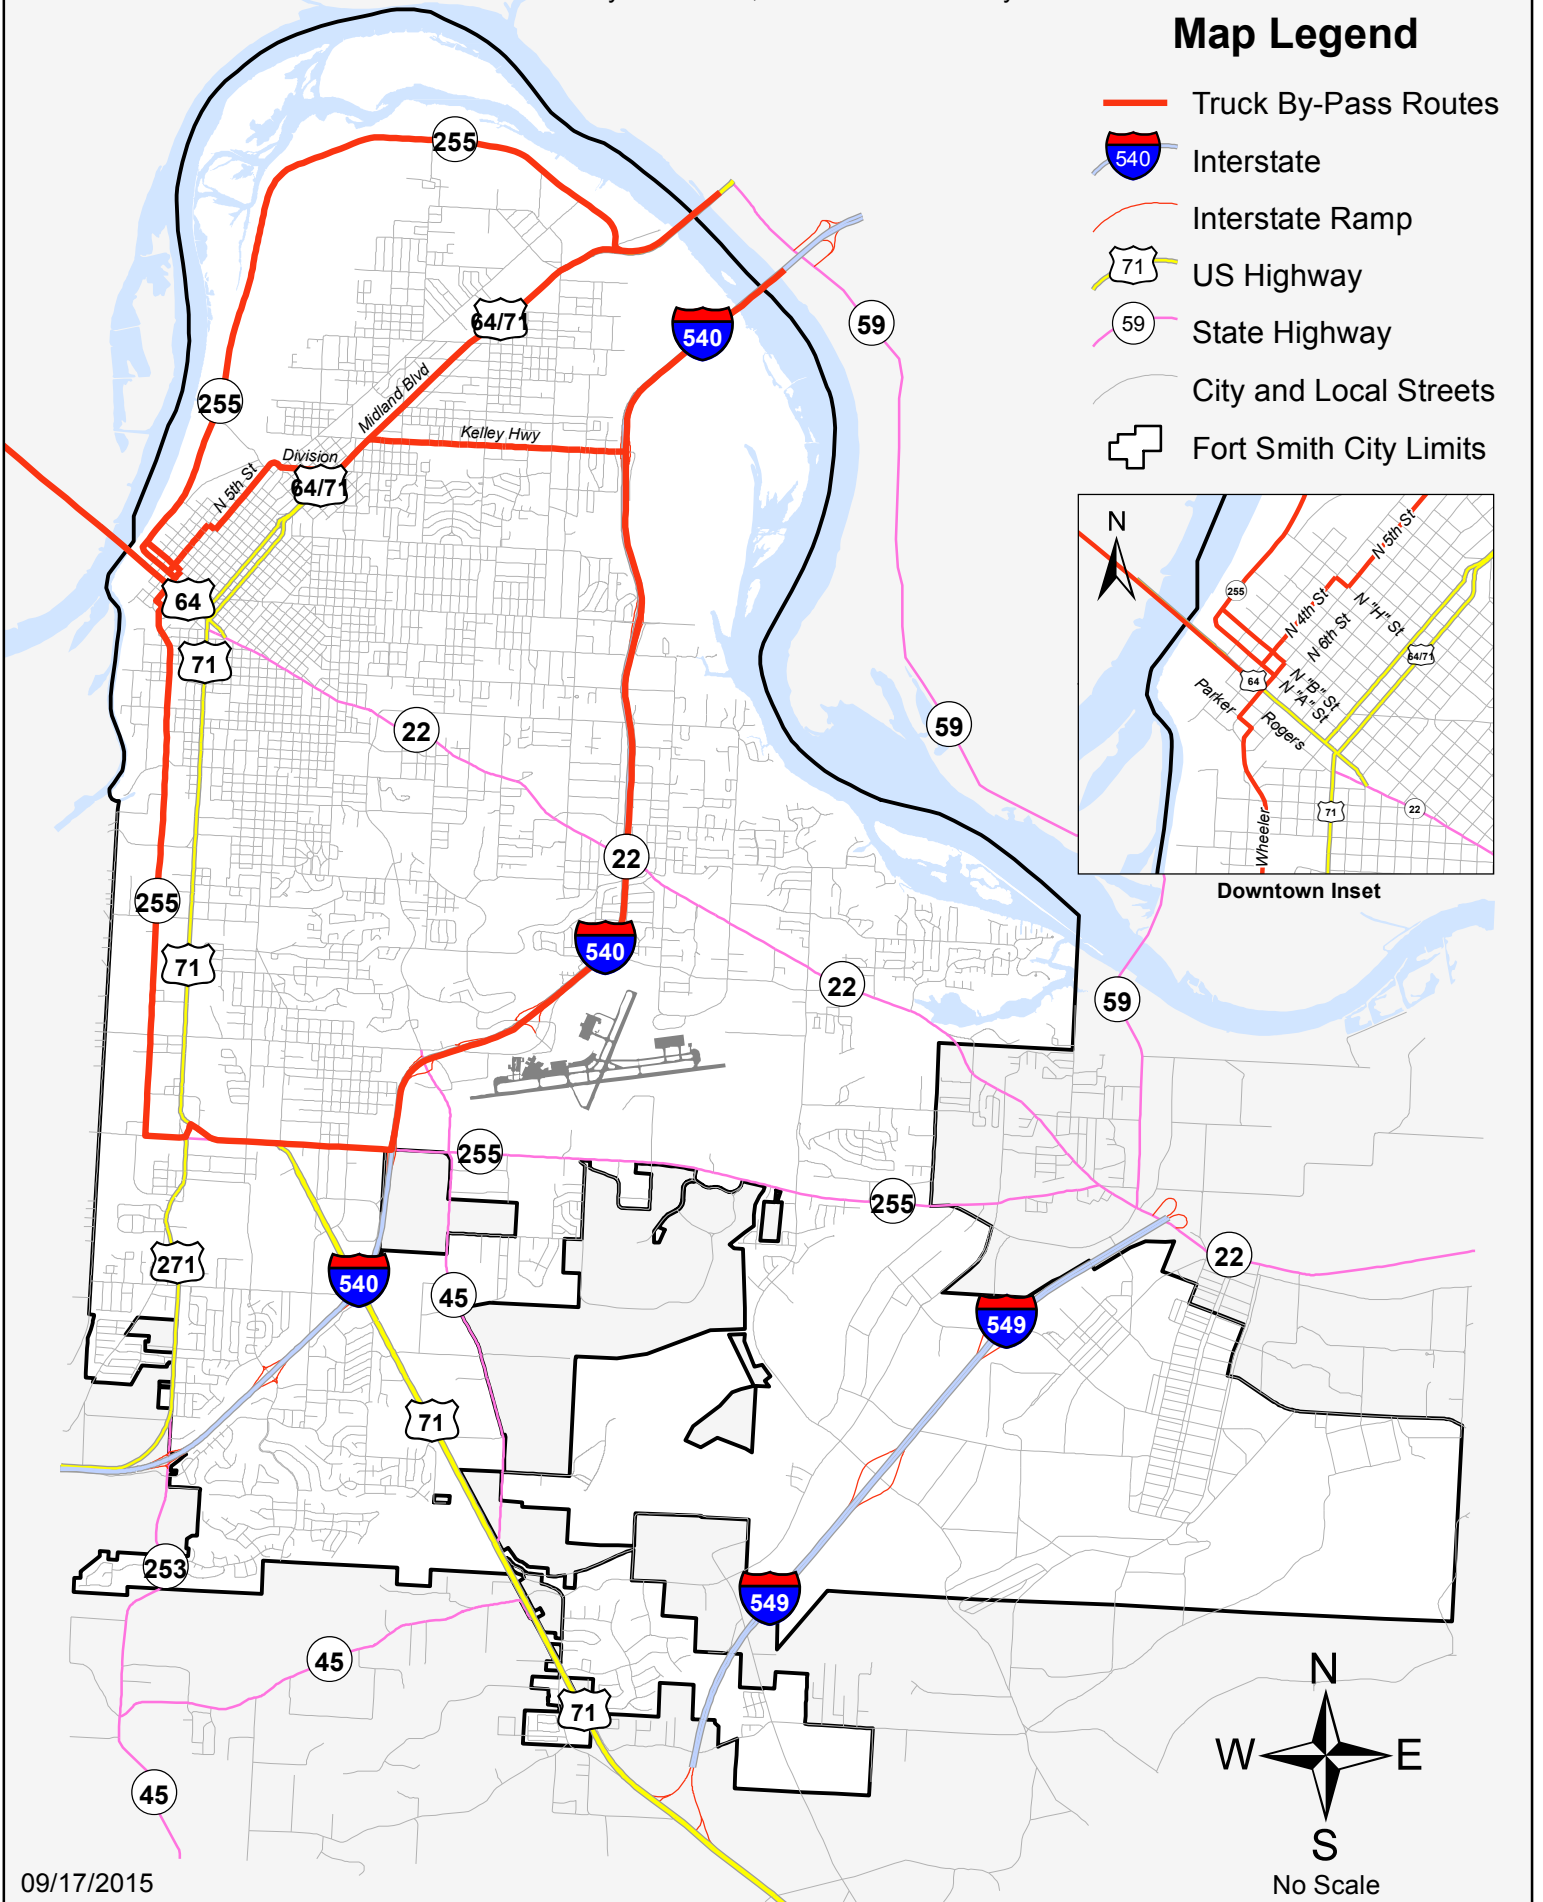 Map Legend
Truck By-Pass Routes
540
Interstate
Interstate Ramp
71
US Highway
59
State Highway
City and Local Streets
Fort Smith City Limits
255
64/71
540
59
255
Midland Blvd
Kelley Hwy
Division
64/71
N 5th St
64
71
22
59
22
255
540
71
22
59
255
255
271
540
45
22
549
71
253
549
45
71
45
N
255
N 5th St
N 4th St
N "H" St
N 6th St
64/71
64
N "B" St
N "A" St
Parker
Rogers
71
22
Wheeler
Downtown Inset
N
W
E
S
No Scale
09/17/2015